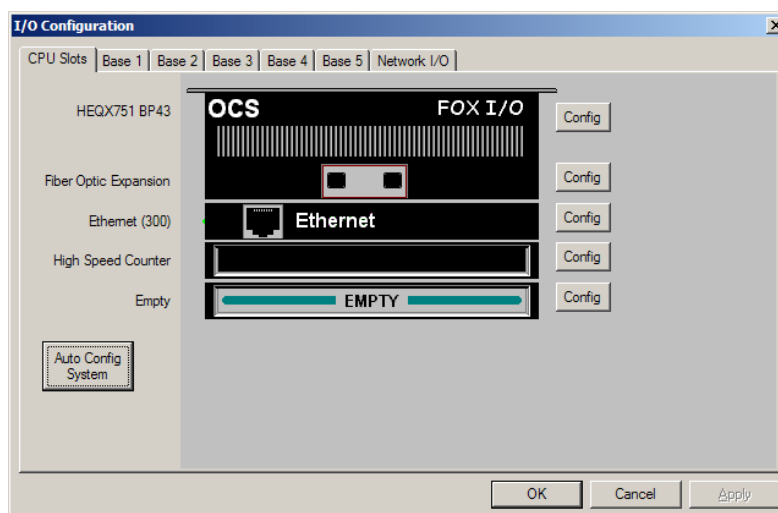 I/O Configuration
CPU Slots Base 1 Base 2 Base 3 Base 4 Base 5 Network I/O
HEQX751 BP43 OCS FOX I/O Config
Fiber Optic Expansion Config
Ethernet (300) Ethernet Config
High Speed Counter Config
Empty EMPTY Config
Auto Config
System
OK Cancel Apply